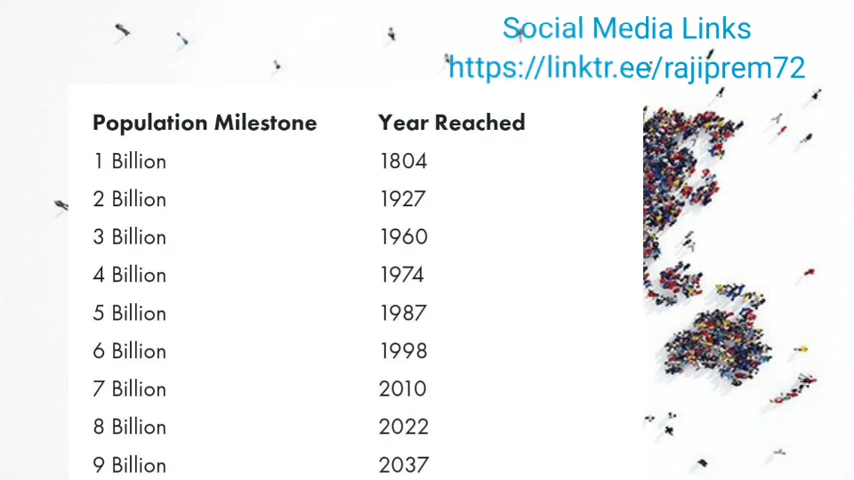 Social Media Links
https://linktr.ee/rajiprem72
Population Milestone Year Reached
1 Billion 1804
2 Billion 1927
3 Billion 1960
4 Billion 1974
5 Billion 1987
6 Billion 1998
7 Billion 2010
8 Billion 2022
9 Billion 2037